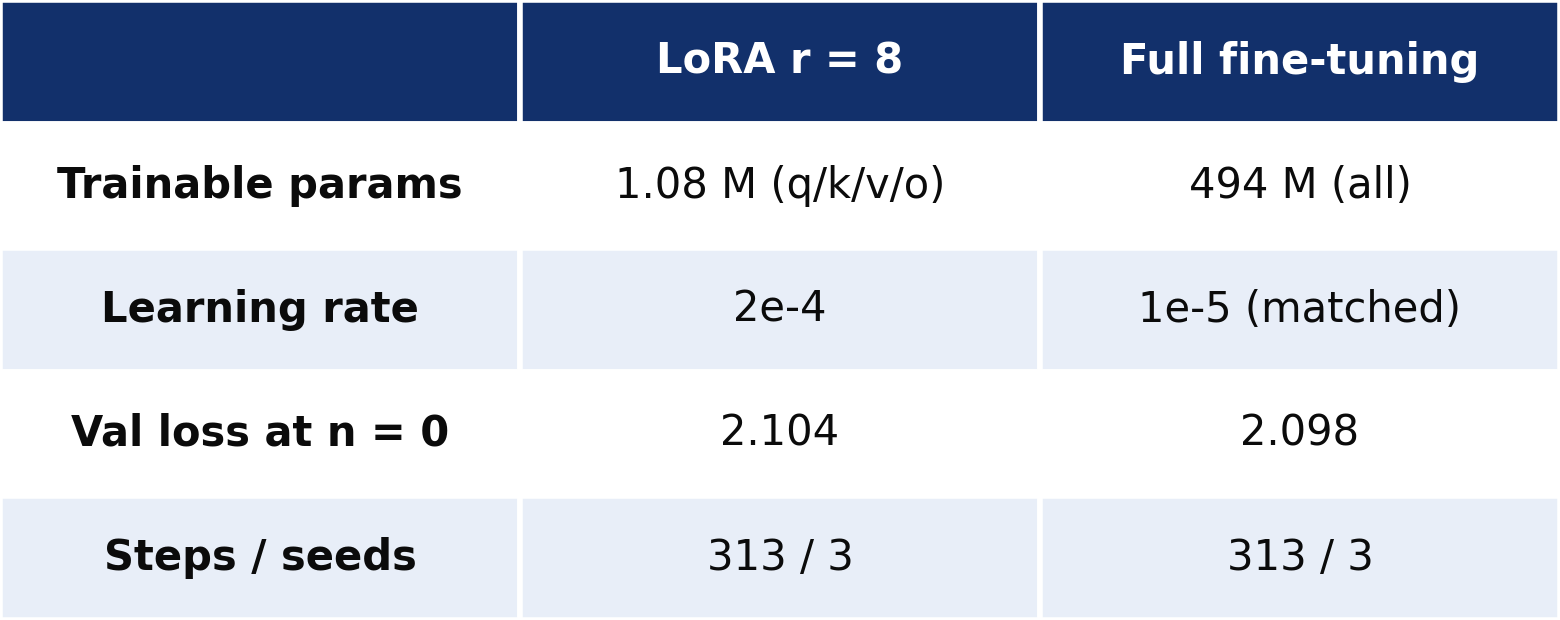 LoRA r = 8 Full fine-tuning
Trainable params 1.08 M (q/k/v/o) 494 M (all)
Learning rate 2e-4 1e-5 (matched)
Val loss at n = 0 2.104 2.098
Steps / seeds 313 / 3 313 / 3